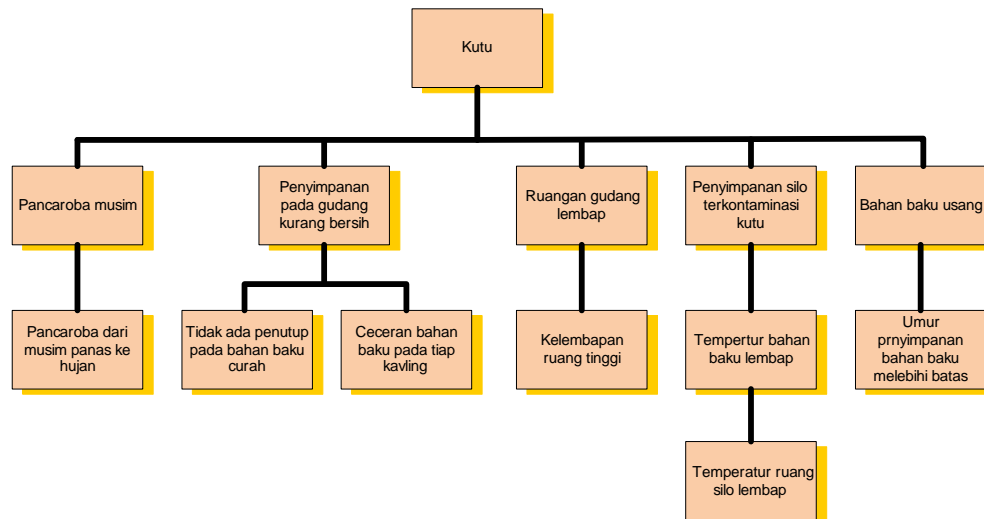 Kutu
Pancaroba musim
Penyimpanan
pada gudang
kurang bersih
Ruangan gudang
lembap
Penyimpanan silo
terkontaminasi
kutu
Bahan baku usang
Pancaroba dari
musim panas ke
hujan
Tidak ada penutup
pada bahan baku
curah
Ceceran bahan
baku pada tiap
kavling
Kelembapan
ruang tinggi
Tempertur bahan
baku lembap
Umur
prnyimpanan
bahan baku
melebihi batas
Temperatur ruang
silo lembap